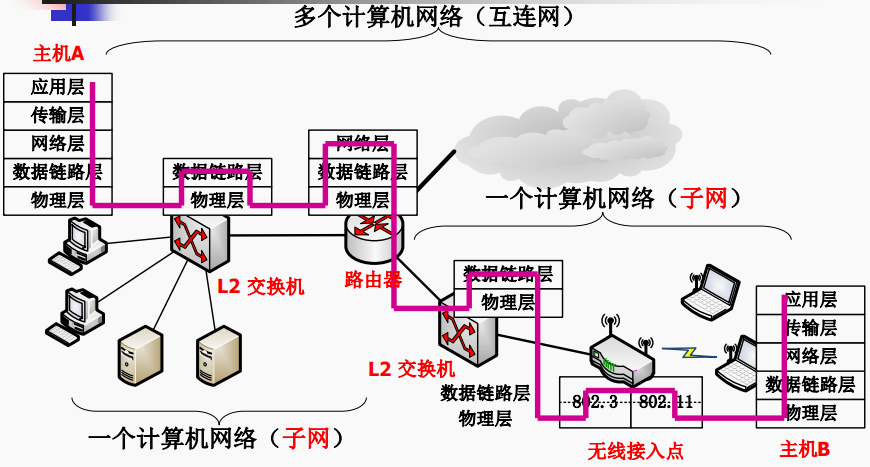 多个计算机网络（互连网）
主机A
应用层
传输层
网络层
数据链路层
物理层
数据链路层
物理层
网络层
数据链路层
物理层
一个计算机网络（子网）
L2 交换机
路由器
数据链路层
物理层
L2 交换机
数据链路层
物理层
802.3
802.11
无线接入点
应用层
传输层
网络层
数据链路层
物理层
主机B
一个计算机网络（子网）